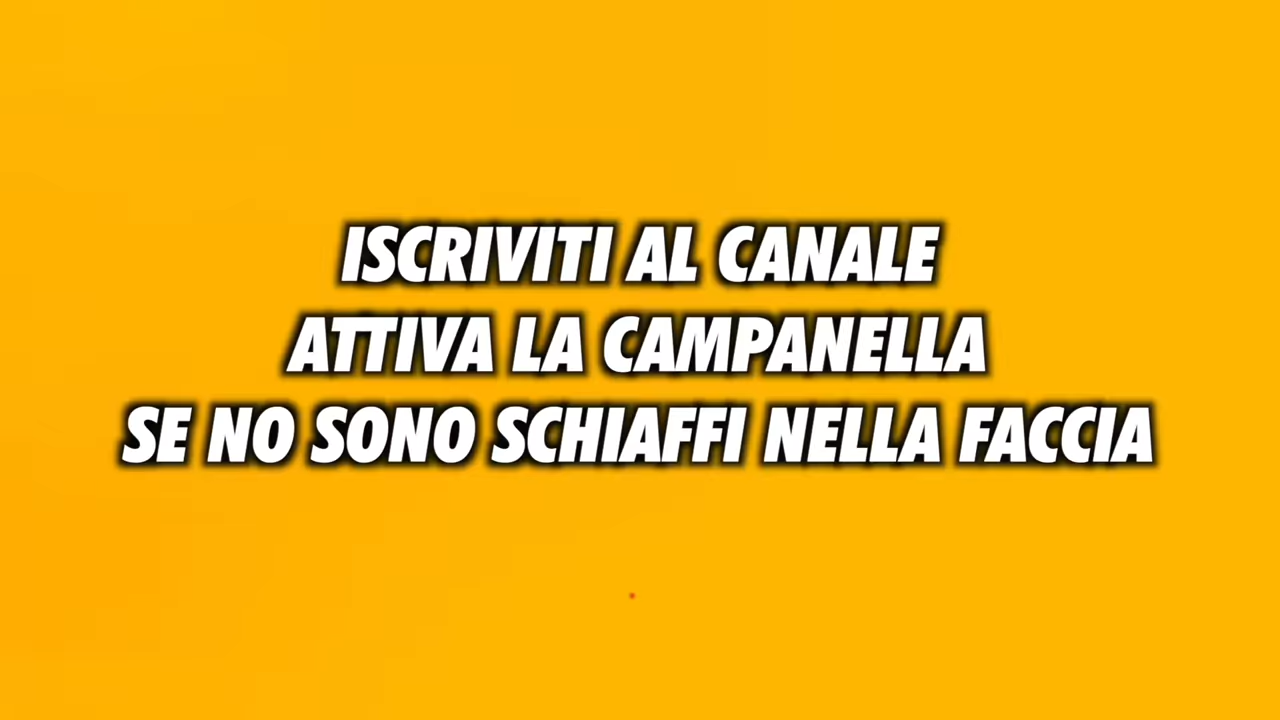 ISCRIVITI AL CANALE
ATTIVA LA CAMPANELLA
SE NO SONO SCHIAFFI NELLA FACCIA